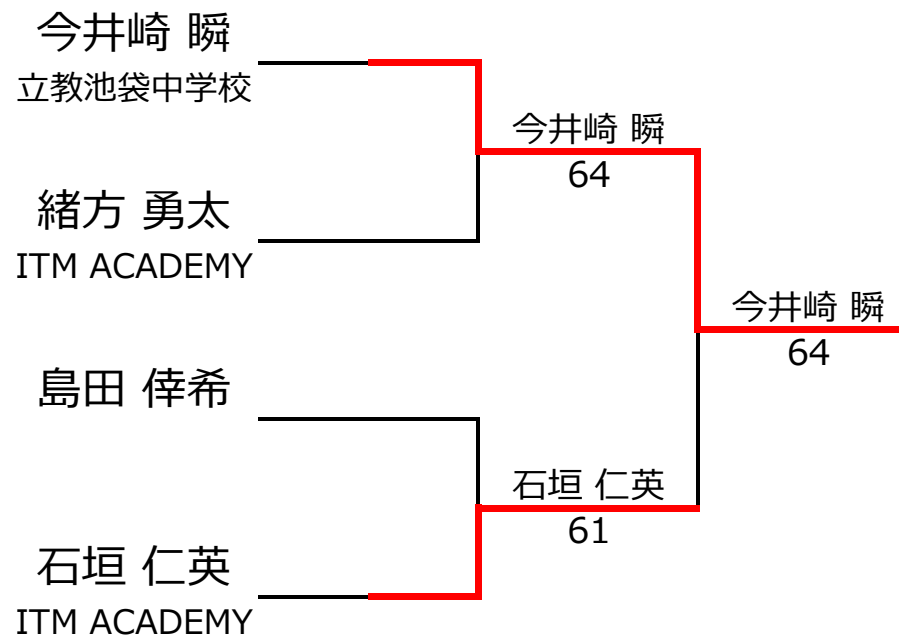 今井崎 瞬
立教池袋中学校
緒方 勇太
ITM ACADEMY
島田 倖希
石垣 仁英
ITM ACADEMY
今井崎 瞬
64
石垣 仁英
61
今井崎 瞬
64